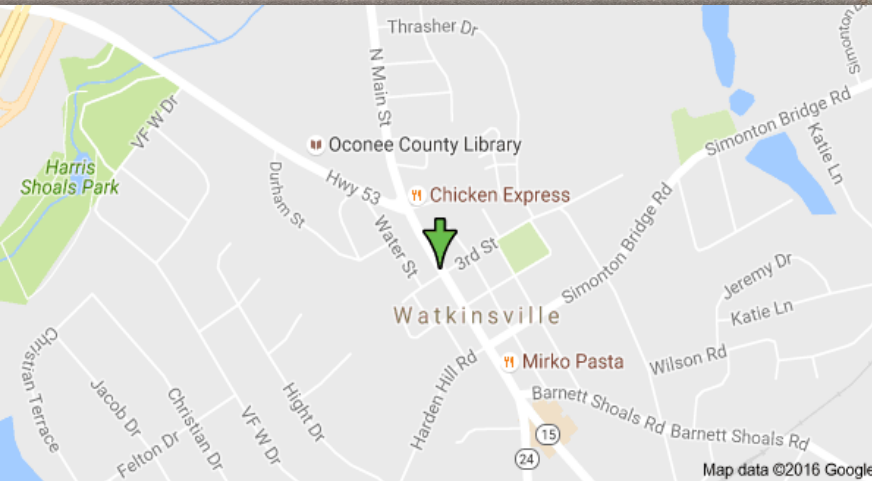 Thrasher Dr
Simonton B
N Main St
VF W Dr
Simonton Bridge Rd
Katie Ln
Oconee County Library
Harris
Shoals Park
Durham St
Hwy 53
Chicken Express
Water St
3rd St
Simonton Bridge Rd
Jeremy Dr
Katie Ln
Watkinsville
Christian Terrace
Harden Hill Rd
Mirko Pasta
Wilson Rd
Jacob Dr
Christian Dr
VF W Dr
Hight Dr
Barnett Shoals Rd
Barnett Shoals Rd
Felton Dr
15
24
Map data ©2016 Google